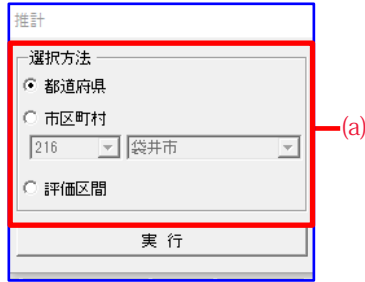 推計
選択方法
都道府県
市区町村
216 袋井市
評価区間
実 行
(a)